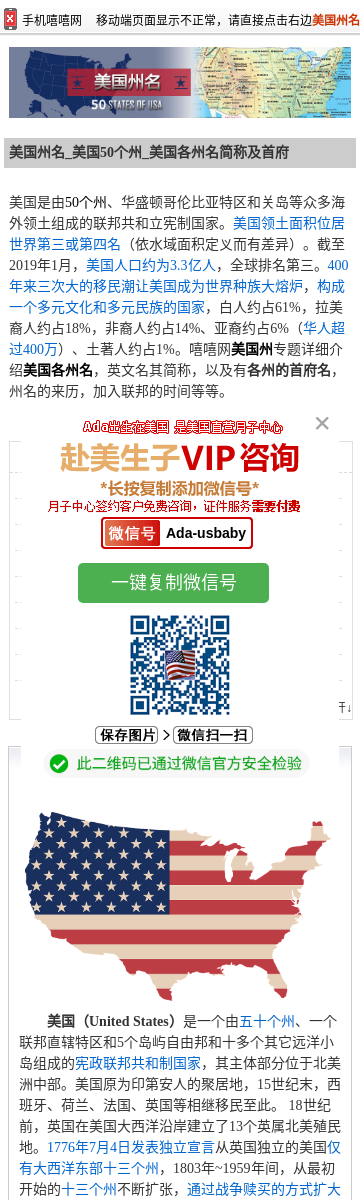 手机嘻嘻网 移动端页面显示不正常，请直接点击右边美国州名
美国州名
50 STATES OF USA
美国州名_美国50个州_美国各州名简称及首府
美国是由50个州、华盛顿哥伦比亚特区和关岛等众多海
外领土组成的联邦共和立宪制国家。美国领土面积位居
世界第三或第四名（依水域面积定义而有差异）。截至
2019年1月，美国人口约为3.3亿人，全球排名第三。400
年来三次大的移民潮让美国成为世界种族大熔炉，构成
一个多元文化和多元民族的国家，白人约占61%，拉美
裔人约占18%，非裔人约占14%、亚裔约占6%（华人超
过400万）、土著人约占1%。嘻嘻网美国州专题详细介
绍美国各州名，英文名其简称，以及有各州的首府名，
州名的来历，加入联邦的时间等等。
Ada出生在美国 是美国直营月子中心
赴美生子VIP咨询
*长按复制添加微信号*
月子中心签约客户免费咨询，证件服务需要付费
微信号 Ada-usbaby
一键复制微信号
开↓
保存图片 > 微信扫一扫
此二维码已通过微信官方安全检验
美国（United States）是一个由五十个州、一个
联邦直辖特区和5个岛屿自由邦和十多个其它远洋小
岛组成的宪政联邦共和制国家，其主体部分位于北美
洲中部。美国原为印第安人的聚居地，15世纪末，西
班牙、荷兰、法国、英国等相继移民至此。 18世纪
前，英国在美国大西洋沿岸建立了13个英属北美殖民
地。1776年7月4日发表独立宣言从英国独立的美国仅
有大西洋东部十三个州，1803年~1959年间，从最初
开始的十三个州不断扩张，通过战争赎买的方式扩大